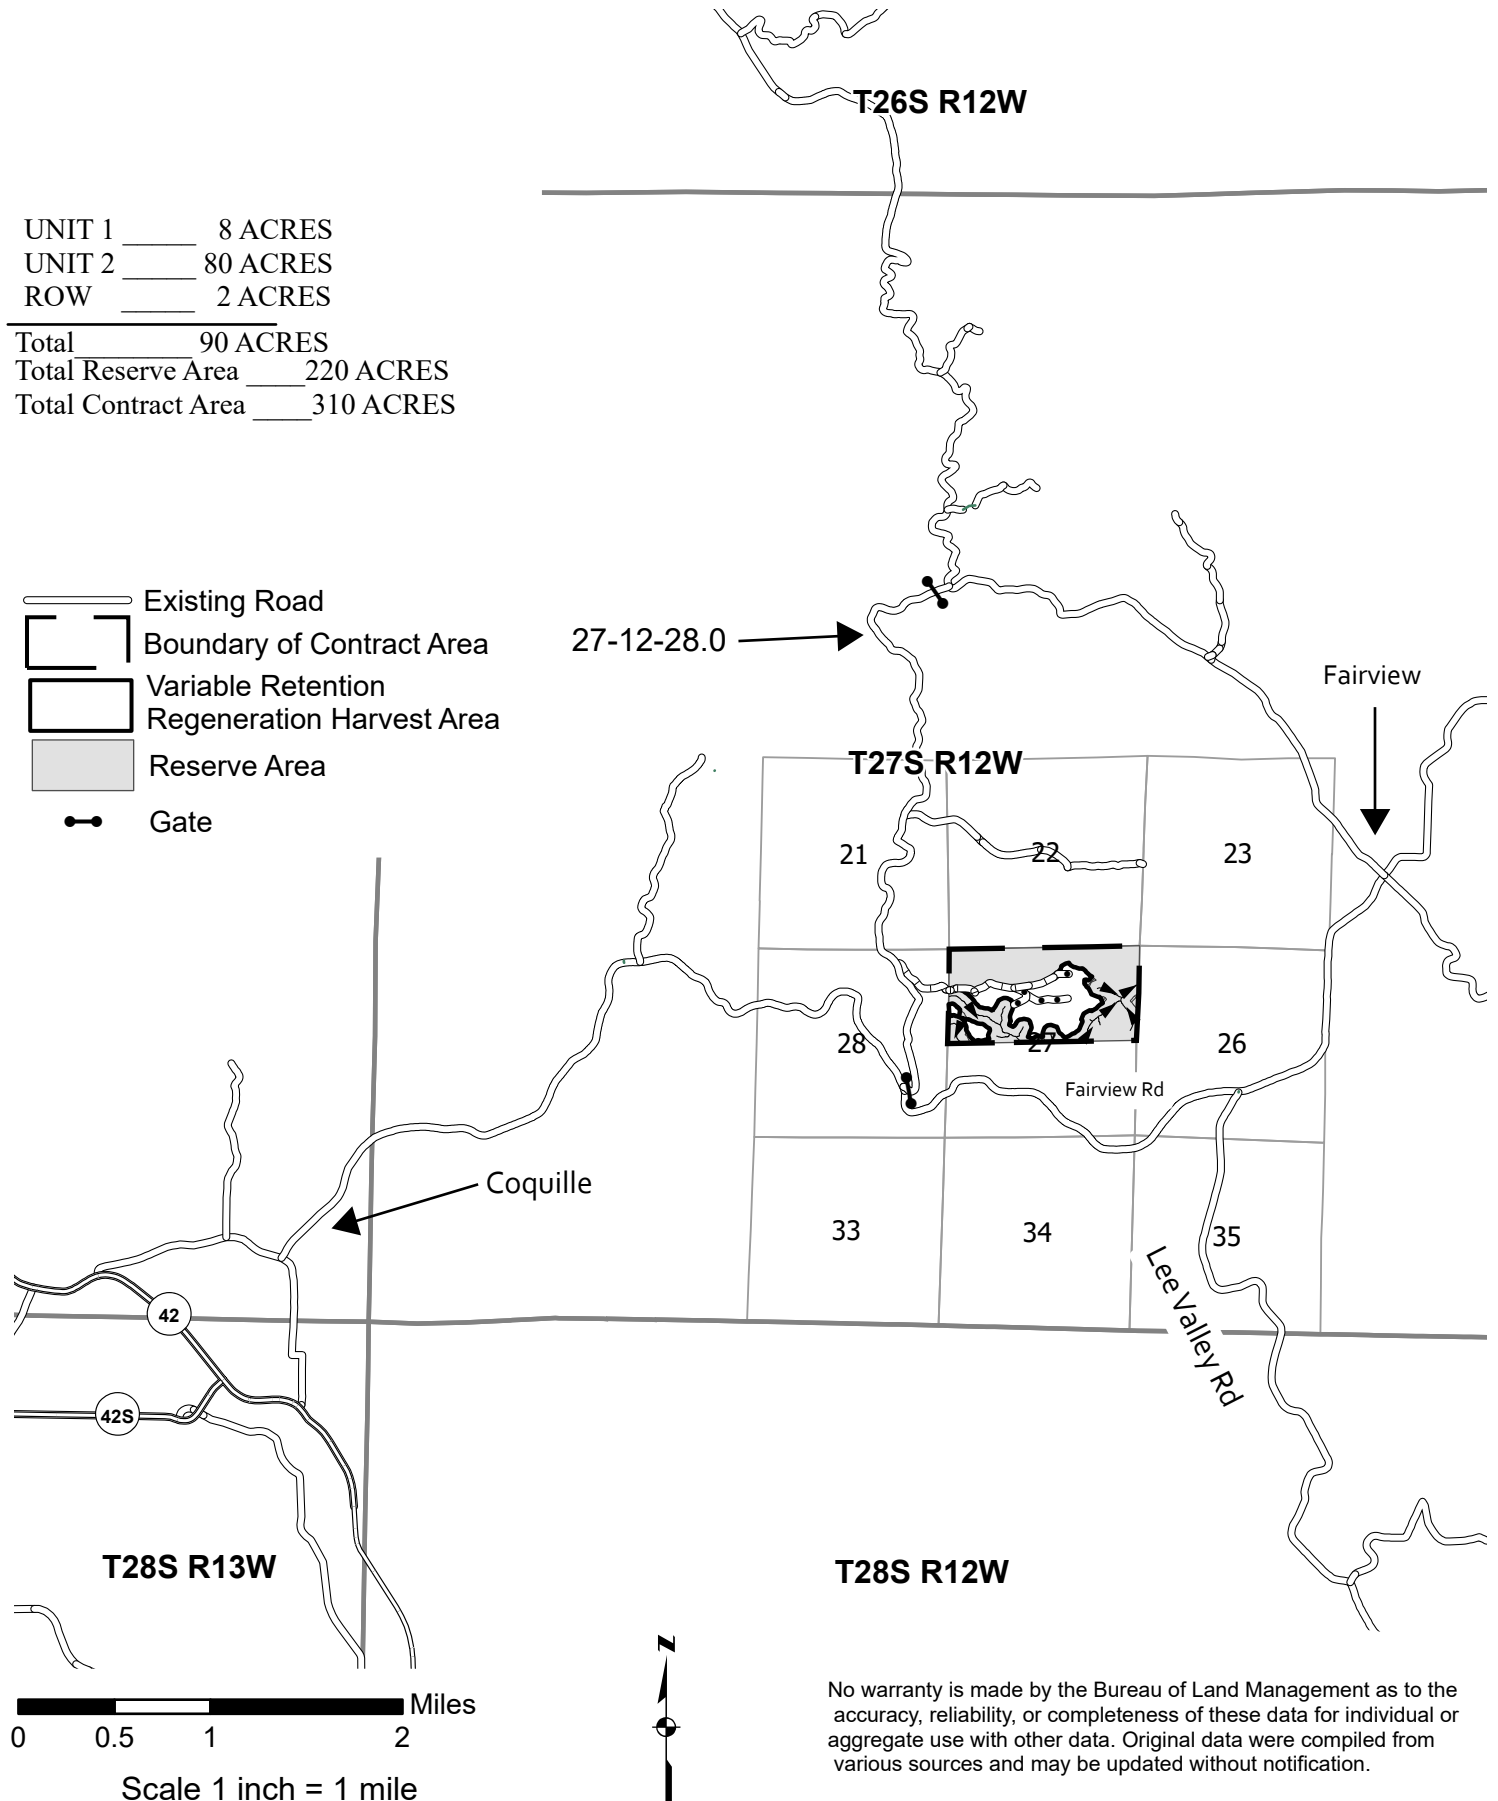 T26S R12W
UNIT 1 _____ 8 ACRES
UNIT 2 _____ 80 ACRES
ROW _____ 2 ACRES
Total________ 90 ACRES
Total Reserve Area ____220 ACRES
Total Contract Area ____310 ACRES
Existing Road
Boundary of Contract Area
Variable Retention
Regeneration Harvest Area
Reserve Area
Gate
27-12-28.0
Fairview
T27S R12W
21
22
23
28
27
26
Fairview Rd
Coquille
33
34
35
Lee Valley Rd
42
42S
T28S R13W
T28S R12W
Miles
0 0.5 1 2
Scale 1 inch = 1 mile
N
No warranty is made by the Bureau of Land Management as to the
accuracy, reliability, or completeness of these data for individual or
aggregate use with other data. Original data were compiled from
various sources and may be updated without notification.